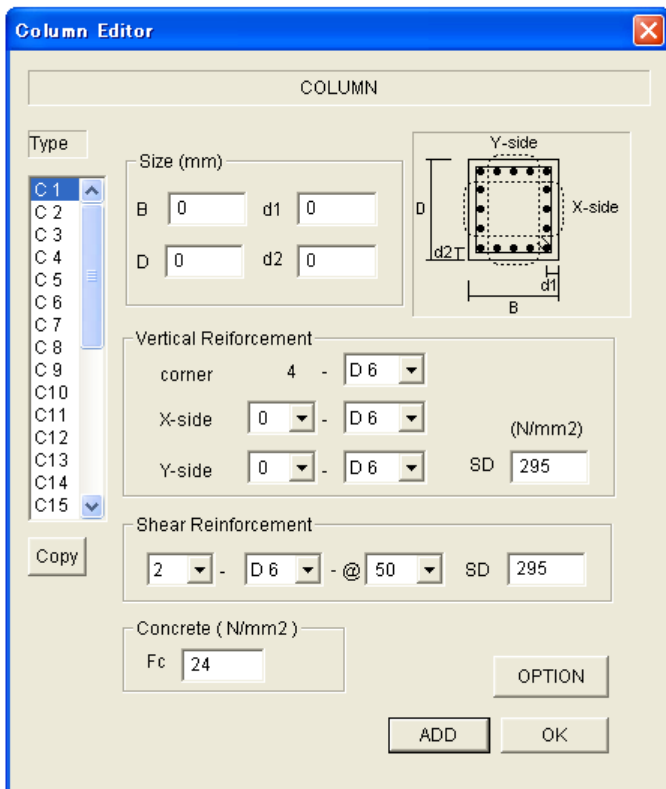 Column Editor
COLUMN
Type
C 1
C 2
C 3
C 4
C 5
C 6
C 7
C 8
C 9
C10
C11
C12
C13
C14
C15
Copy
Size (mm)
B 0 d1 0
D 0 d2 0
Y-side
D X-side
d2
d1
B
Vertical Reiforcement
corner 4 - D 6
X-side 0 - D 6 (N/mm2)
Y-side 0 - D 6 SD 295
Shear Reinforcement
2 - D 6 - @ 50 SD 295
Concrete ( N/mm2 )
Fc 24
OPTION
ADD OK